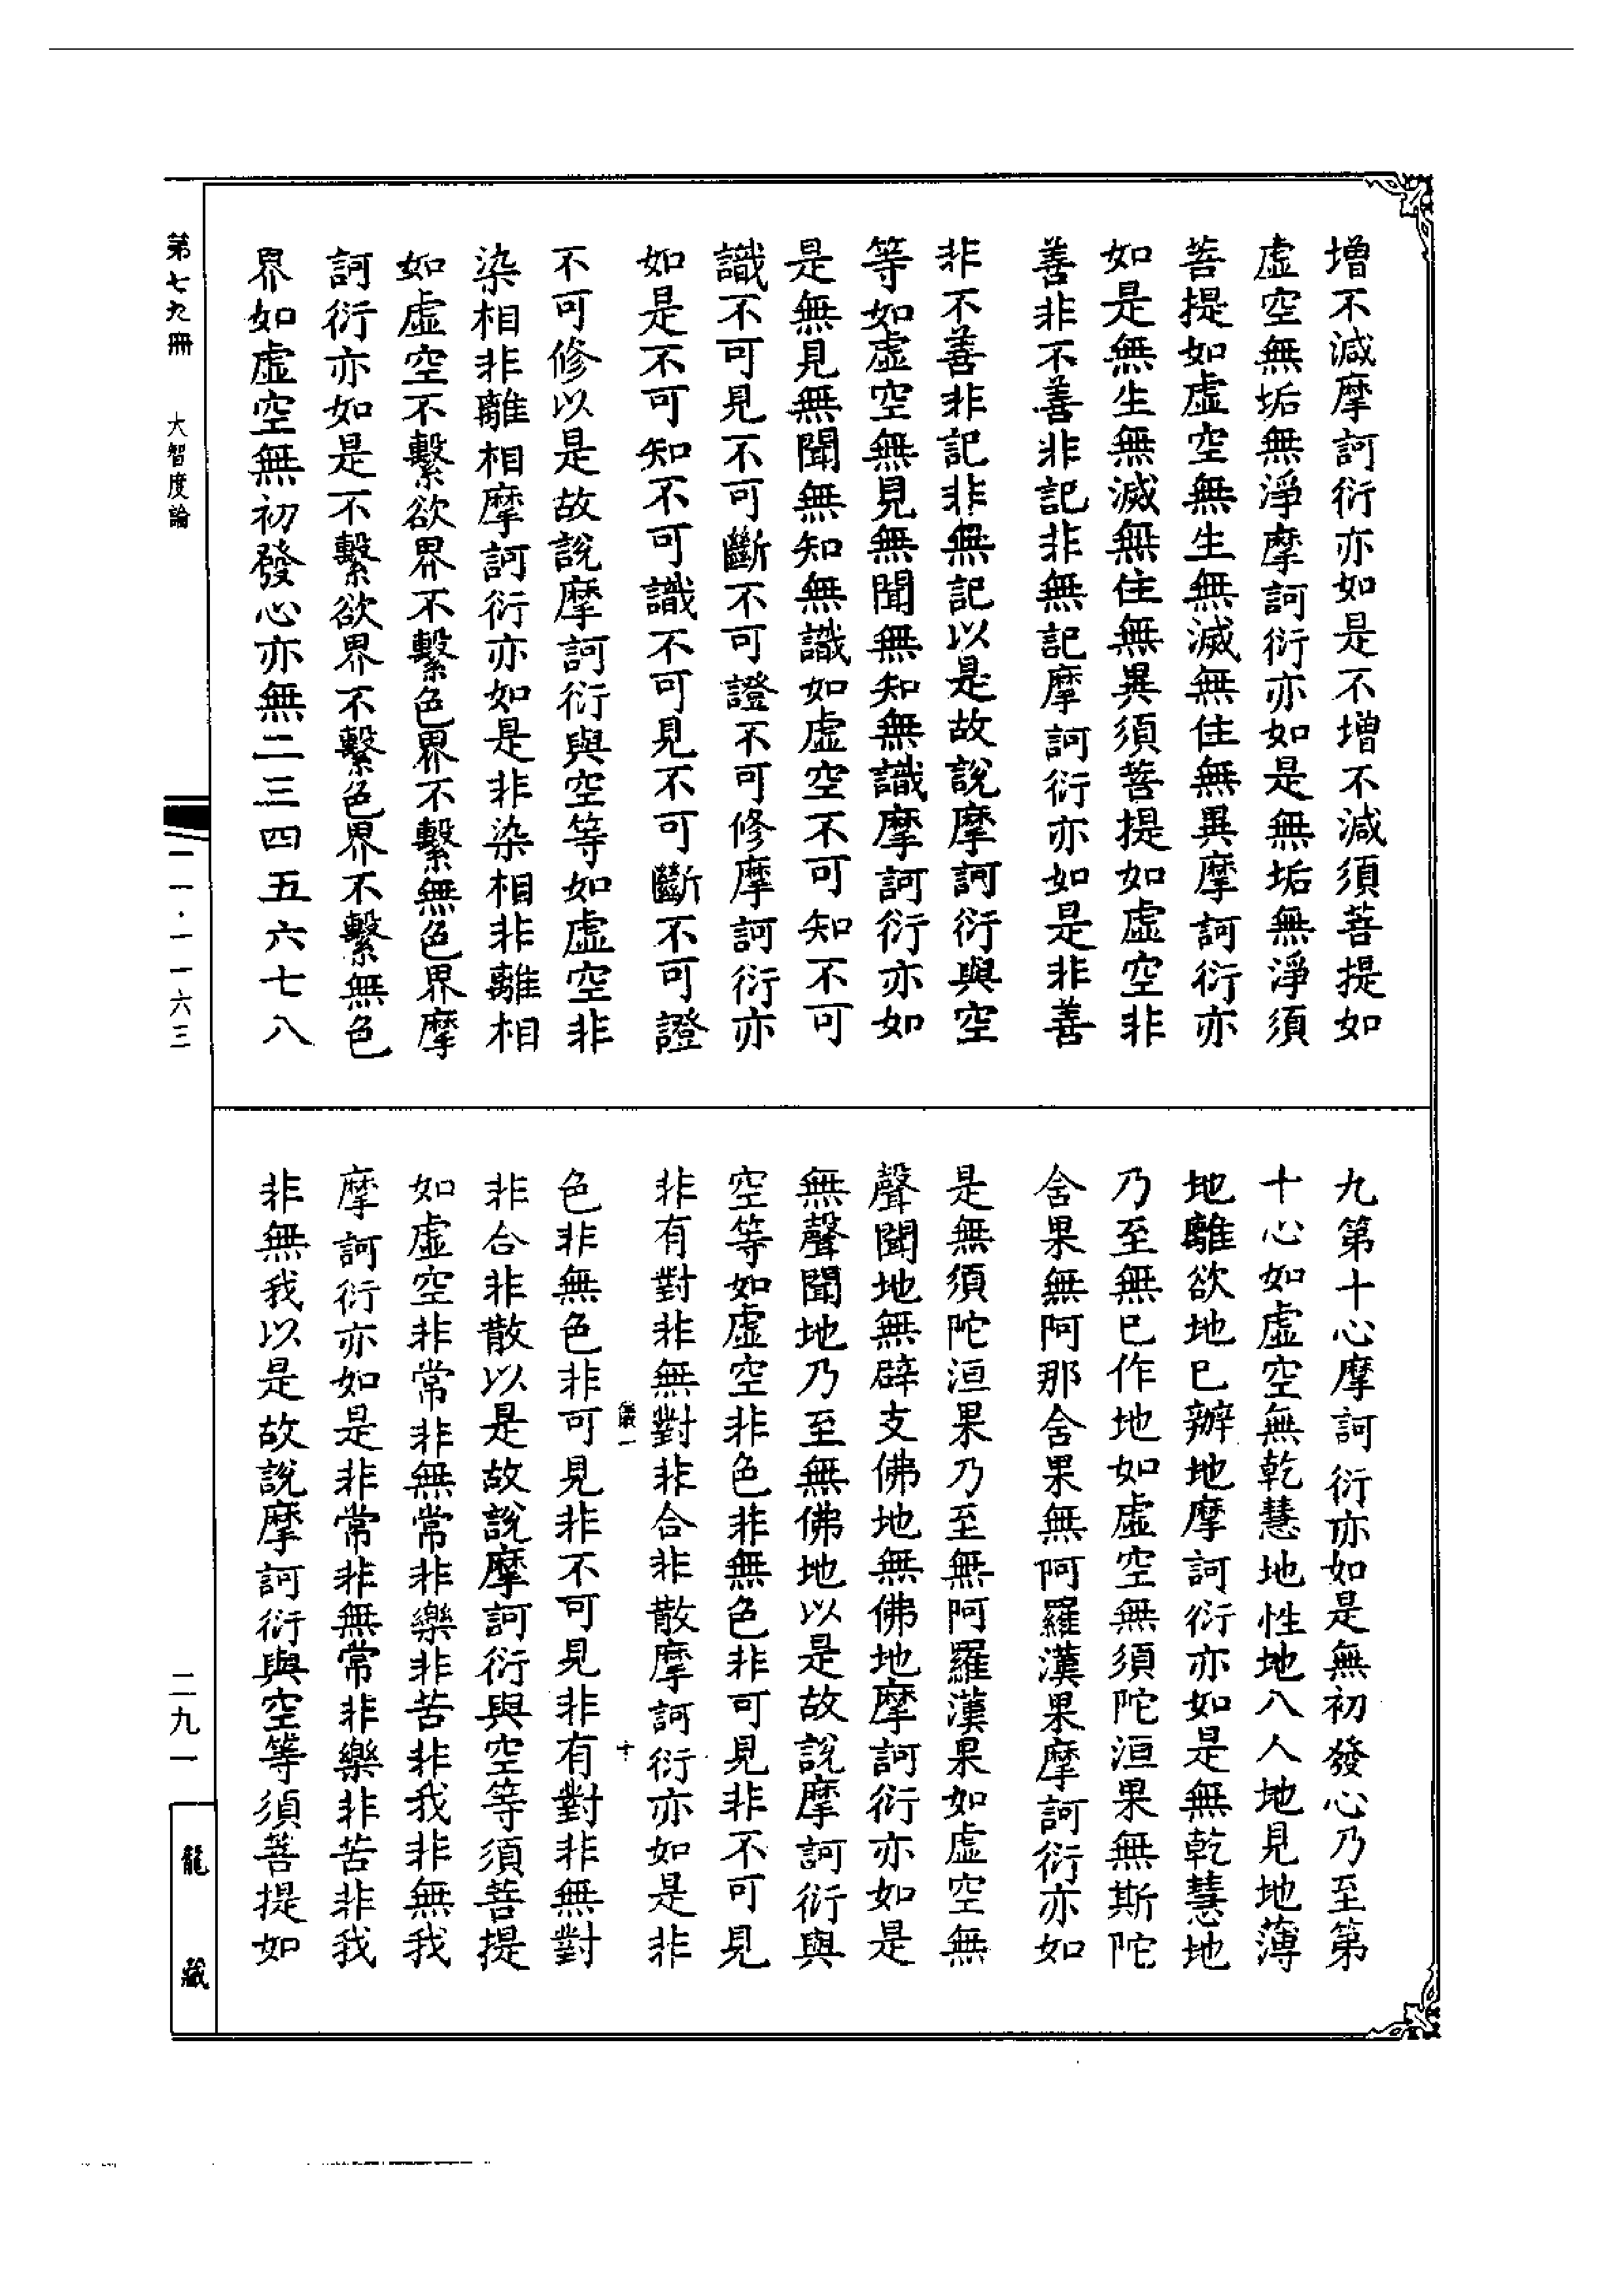 增不減摩訶衍亦如是不增不減須菩提如
虛空無垢無淨摩訶衍亦如是無垢無淨須
菩提如虛空無生無滅無住無異摩訶衍亦
如是無生無滅無住無異須菩提如虛空非
善非不善非記非無記摩訶衍亦如是非善
非不善非記非無記以是故說摩訶衍與空
等如虛空無見無聞無知無識摩訶衍亦如
是無見無聞無知無識如虛空不可知不可
識不可見不可斷不可證不可修摩訶衍亦
如是不可知不可識不可見不可斷不可證
不可修以是故說摩訶衍與空等如虛空非
染相非離相摩訶衍亦如是非染相非離相
如虛空不繫欲界不繫色界不繫無色界摩
訶衍亦如是不繫欲界不繫色界不繫無色
界如虛空無初發心亦無二三四五六七八
九第十心摩訶衍亦如是無初發心乃至第
十心如虛空無乾慧地性地八人地見地薄
地離欲地已辦地摩訶衍亦如是無乾慧地
乃至無已作地如虛空無須陀洹果無斯陀
舍果無阿那舍果無阿羅漢果摩訶衍亦如
是無須陀洹果乃至無阿羅漢果如虛空無
聲聞地無辟支佛地無佛地摩訶衍亦如是
無聲聞地乃至無佛地以是故說摩訶衍與
空等如虛空非色非無色非可見非不可見
非有對非無對非合非散摩訶衍亦如是非
色非無色非可見非不可見非有對非無對
非合非散以是故說摩訶衍與空等須菩提
如虛空非常非無常非樂非苦非我非無我
摩訶衍亦如是非常非無常非樂非苦非我
非無我以是故說摩訶衍與空等須菩提如
第七九冊 大智度論
二一·一一六三
二九一
龍藏